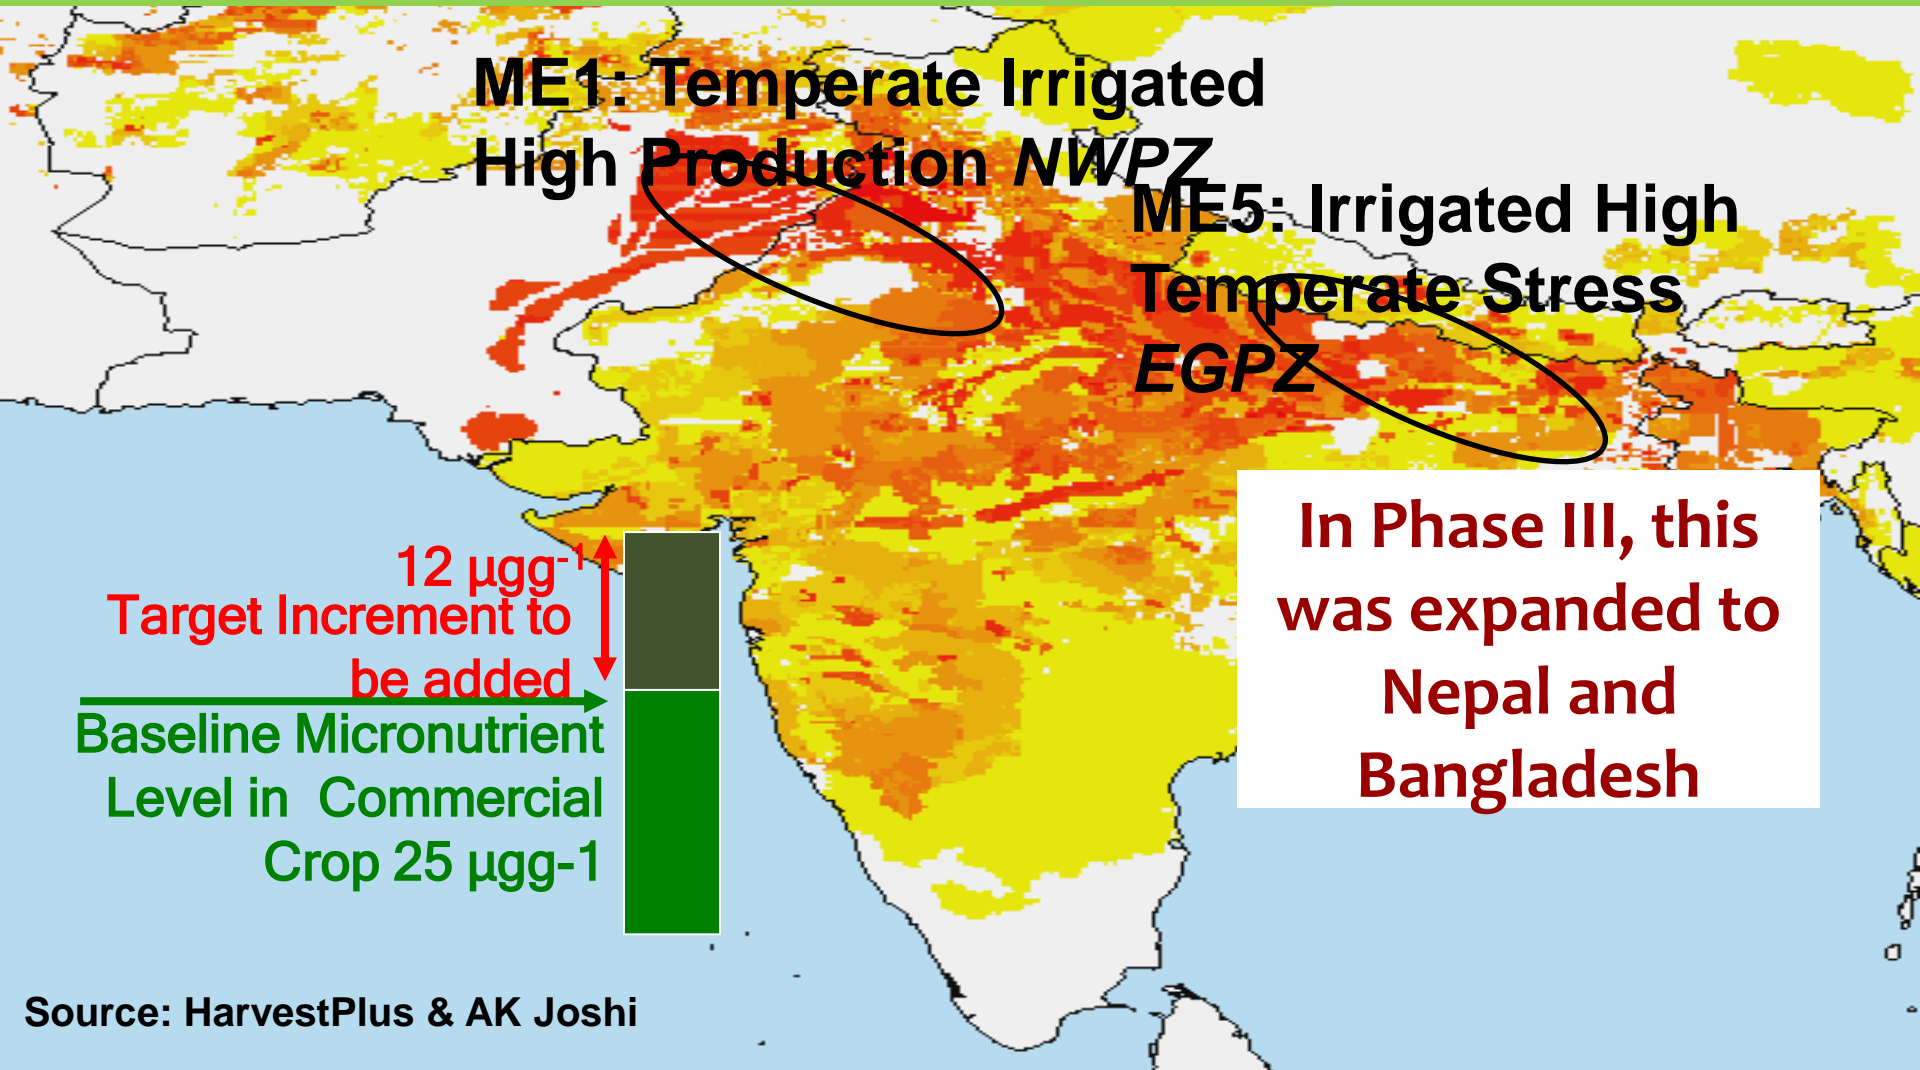 ME1: Temperate Irrigated
High Production NWPZ
ME5: Irrigated High
Temperate Stress
EGPZ
In Phase III, this
was expanded to
Nepal and
Bangladesh
12 µgg-1
Target Increment to
be added
Baseline Micronutrient
Level in  Commercial
Crop 25 µgg-1
Source: HarvestPlus & AK Joshi